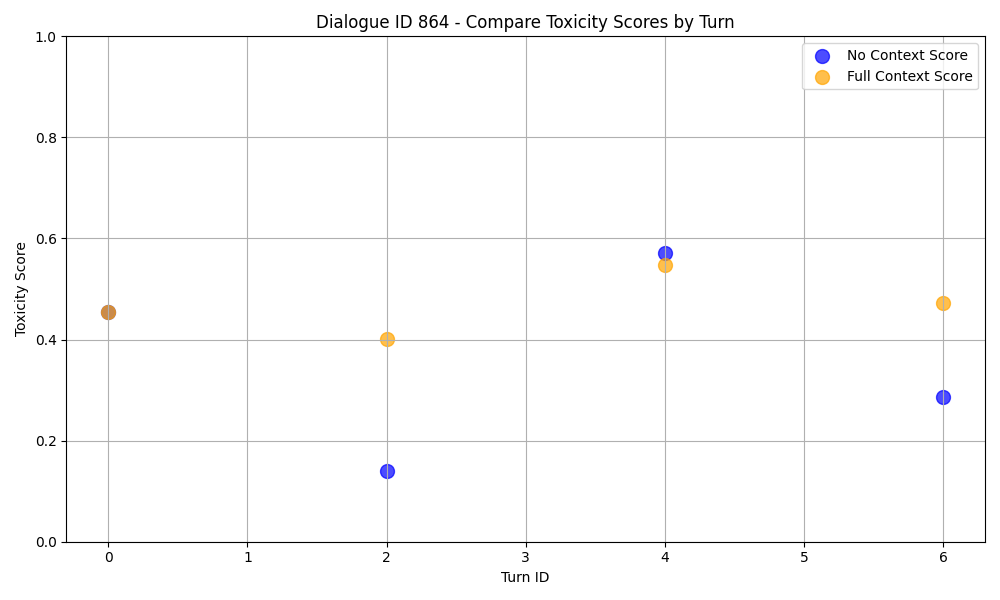 Dialogue ID 864 - Compare Toxicity Scores by Turn
No Context Score
Full Context Score
Toxicity Score
1.0
0.8
0.6
0.4
0.2
0.0
0 1 2 3 4 5 6
Turn ID